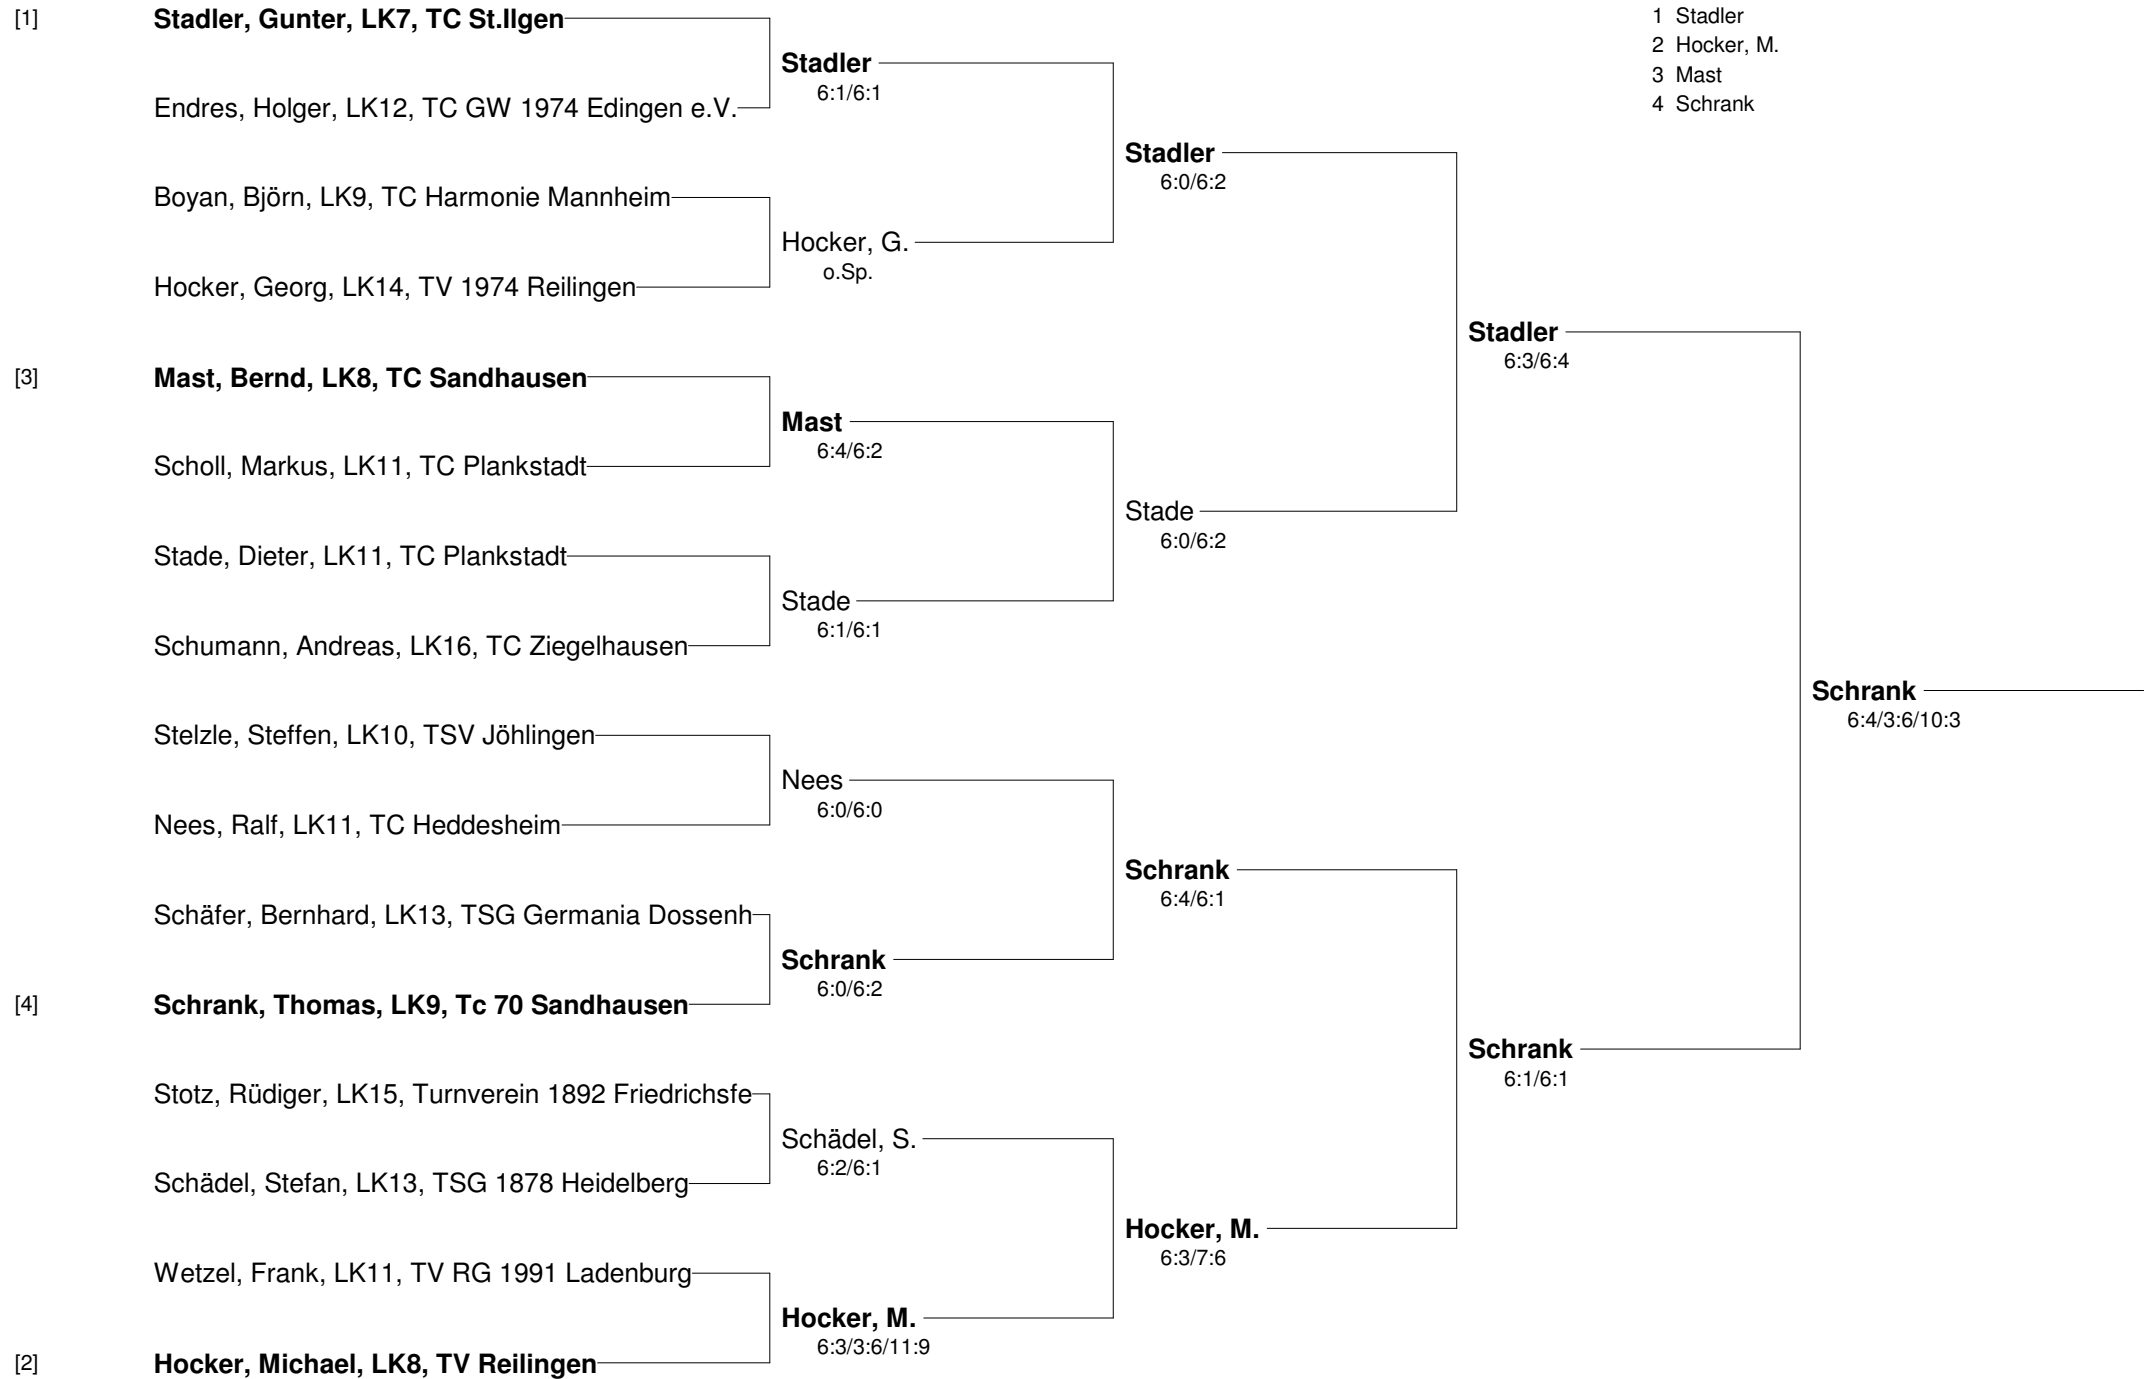 [1] Stadler, Gunter, LK7, TC St.Ilgen
Endres, Holger, LK12, TC GW 1974 Edingen e.V.
Boyan, Björn, LK9, TC Harmonie Mannheim
Hocker, Georg, LK14, TV 1974 Reilingen
[3] Mast, Bernd, LK8, TC Sandhausen
Scholl, Markus, LK11, TC Plankstadt
Stade, Dieter, LK11, TC Plankstadt
Schumann, Andreas, LK16, TC Ziegelhausen
Stelzle, Steffen, LK10, TSV Jöhlingen
Nees, Ralf, LK11, TC Heddesheim
Schäfer, Bernhard, LK13, TSG Germania Dossenh
[4] Schrank, Thomas, LK9, Tc 70 Sandhausen
Stotz, Rüdiger, LK15, Turnverein 1892 Friedrichsfe
Schädel, Stefan, LK13, TSG 1878 Heidelberg
Wetzel, Frank, LK11, TV RG 1991 Ladenburg
[2] Hocker, Michael, LK8, TV Reilingen
Stadler
6:1/6:1
Hocker, G.
o.Sp.
Mast
6:4/6:2
Stade
6:1/6:1
Nees
6:0/6:0
Schrank
6:0/6:2
Schädel, S.
6:2/6:1
Hocker, M.
6:3/3:6/11:9
Stadler
6:0/6:2
Stade
6:0/6:2
Schrank
6:4/6:1
Hocker, M.
6:3/7:6
Stadler
6:3/6:4
Schrank
6:1/6:1
Schrank
6:4/3:6/10:3
1 Stadler
2 Hocker, M.
3 Mast
4 Schrank